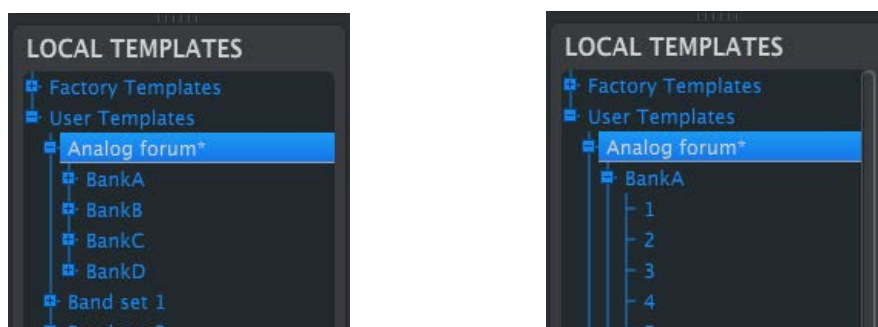 LOCAL TEMPLATES
Factory Templates
User Templates
Analog forum*
BankA
BankB
BankC
BankD
Band set 1
LOCAL TEMPLATES
Factory Templates
User Templates
Analog forum*
BankA
1
2
3
4